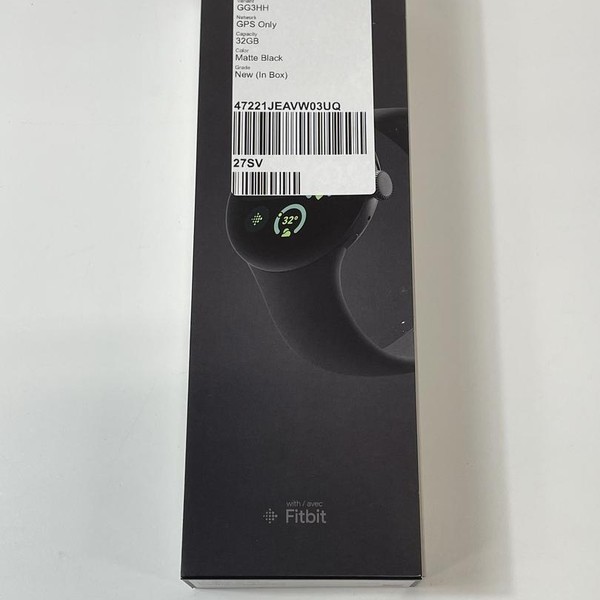 Variant
GG3HH
Network
GPS Only
Capacity
32GB
Color
Matte Black
Grade
New (In Box)
47221JEAVW03UQ
27SV
32°
with / avec
Fitbit